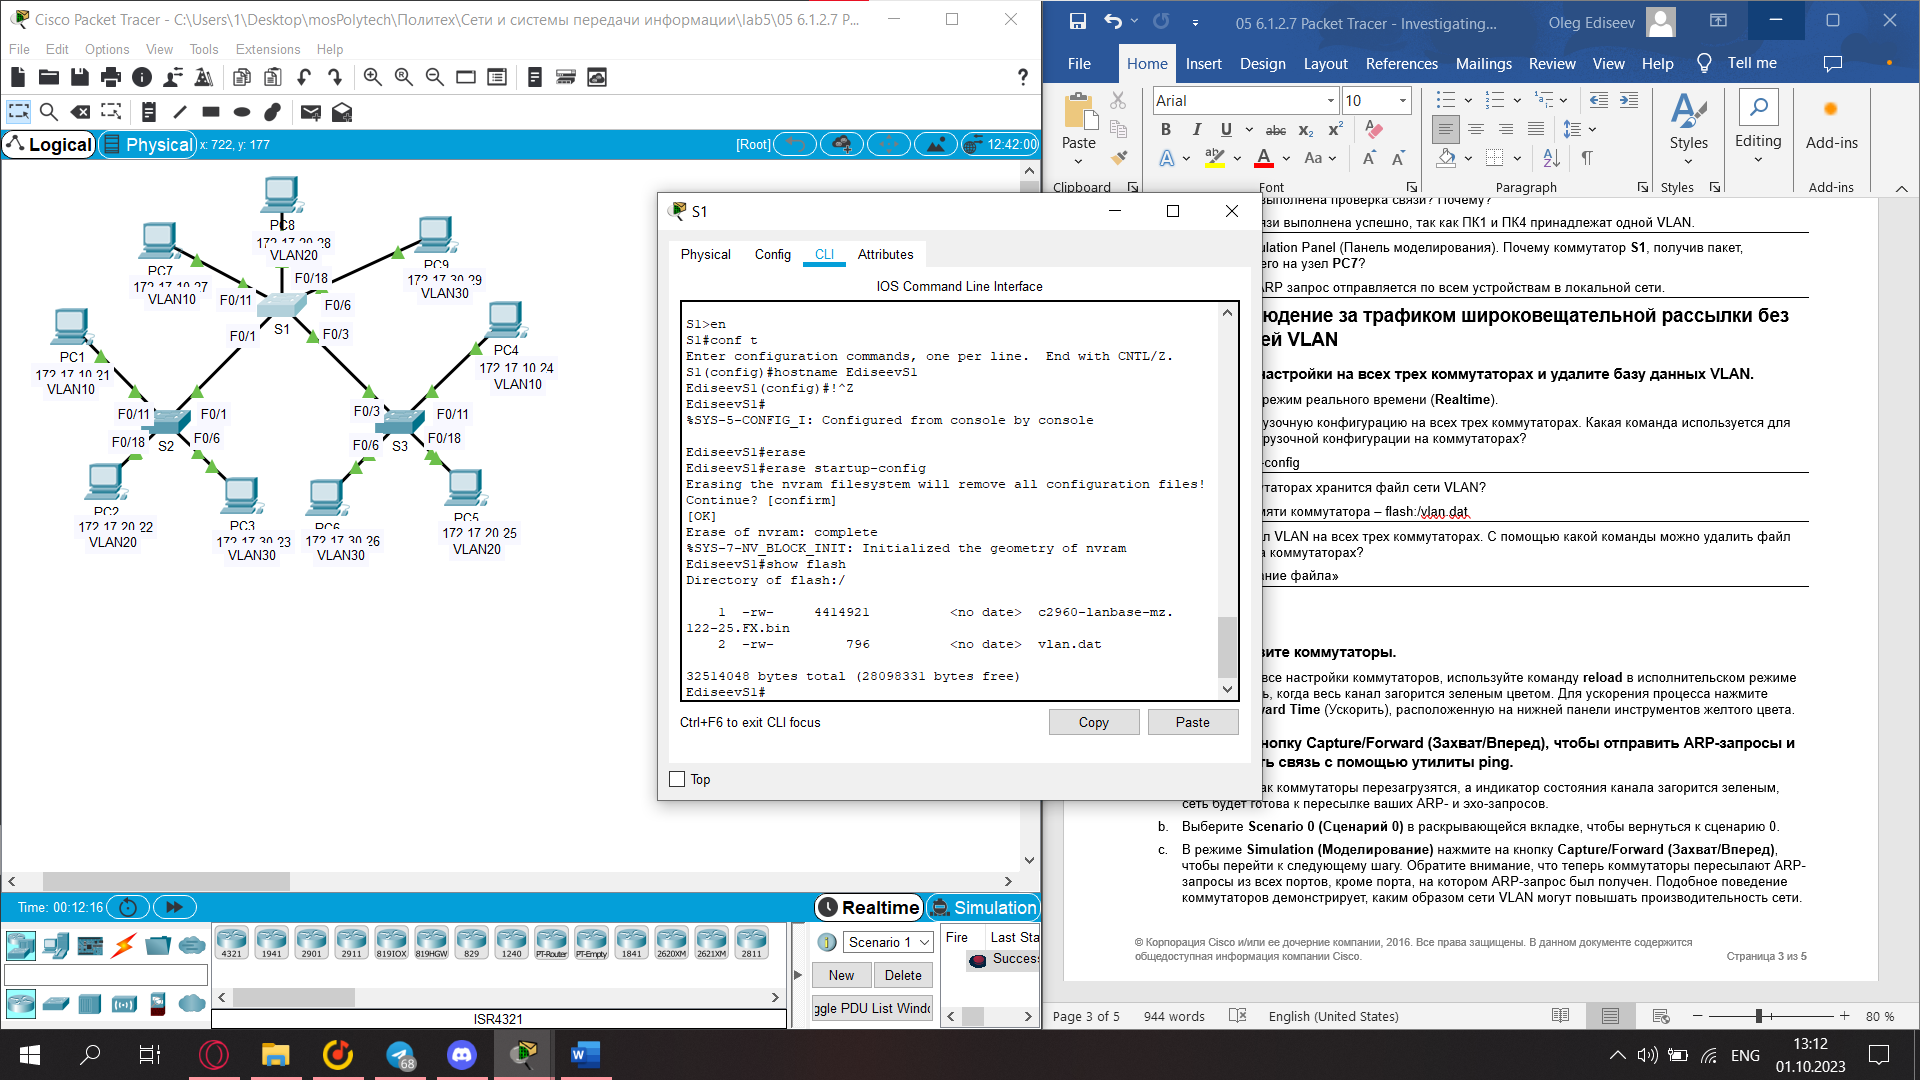 Cisco Packet Tracer - C:\Users\1\Desktop\mosPolytech\Политех\Сети и системы передачи информации\lab5\05 6.1.2.7 P...
File Edit Options View Tools Extensions Help
Logical
Physical
x: 722, y: 177
[Root]
12:42:00
PC8
172.17.20.28
VLAN20
PC7
172.17.10.27
VLAN10
PC9
172.17.30.29
VLAN30
F0/11
F0/18
F0/6
S1
F0/1
F0/3
PC1
172.17.10.21
VLAN10
PC4
172.17.10.24
VLAN10
F0/11
F0/1
F0/18
F0/6
S2
F0/3
F0/11
F0/6
F0/18
S3
PC2
172.17.20.22
VLAN20
PC3
172.17.30.23
VLAN30
PC6
172.17.30.26
VLAN30
PC5
172.17.20.25
VLAN20
Time: 00:12:16
Realtime
Simulation
4321
1941
2901
2911
819IOX
819HGW
829
1240
PT-Router
PT-Empty
1841
2620XM
2621XM
2811
ISR4321
Scenario 1
New
Delete
ggle PDU List Windo
Fire Last Sta
Success
S1
Physical Config CLI Attributes
IOS Command Line Interface
S1>en
S1#conf t
Enter configuration commands, one per line. End with CNTL/Z.
S1(config)#hostname EdiseevS1
EdiseevS1(config)#!^Z
EdiseevS1#
%SYS-5-CONFIG_I: Configured from console by console
EdiseevS1#erase
EdiseevS1#erase startup-config
Erasing the nvram filesystem will remove all configuration files!
Continue? [confirm]
[OK]
Erase of nvram: complete
%SYS-7-NV_BLOCK_INIT: Initialized the geometry of nvram
EdiseevS1#show flash
Directory of flash:/
1 -rw- 4414921 <no date> c2960-lanbase-mz.
122-25.FX.bin
2 -rw- 796 <no date> vlan.dat
32514048 bytes total (28098331 bytes free)
EdiseevS1#
Ctrl+F6 to exit CLI focus
Copy
Paste
Top
05 6.1.2.7 Packet Tracer - Investigating...
Oleg Ediseev
File Home Insert Design Layout References Mailings Review View Help Tell me
Paste
Clipboard
Arial
10
Font
Paragraph
Styles
Styles
Editing
Add-ins
Add-ins
выполнена проверка связи? Почему?
зи выполнена успешно, так как ПК1 и ПК4 принадлежат одной VLAN.
ulation Panel (Панель моделирования). Почему коммутатор S1, получив пакет,
его на узел PC7?
ARP запрос отправляется по всем устройствам в локальной сети.
юдение за трафиком широковещательной рассылки без
ей VLAN
настройки на всех трех коммутаторах и удалите базу данных VLAN.
режим реального времени (Realtime).
рузочную конфигурацию на всех трех коммутаторах. Какая команда используется для
грузочной конфигурации на коммутаторах?
-config
утаторах хранится файл сети VLAN?
мяти коммутатора – flash:/vlan.dat
л VLAN на всех трех коммутаторах. С помощью какой команды можно удалить файл
а коммутаторах?
ание файла»
зите коммутаторы.
все настройки коммутаторов, используйте команду reload в исполнительском режиме
ь, когда весь канал загорится зеленым цветом. Для ускорения процесса нажмите
vard Time (Ускорить), расположенную на нижней панели инструментов желтого цвета.
нопку Capture/Forward (Захват/Вперед), чтобы отправить ARP-запросы и
ть связь с помощью утилиты ping.
ак коммутаторы перезагрузятся, а индикатор состояния канала загорится зеленым,
сеть будет готова к пересылке ваших ARP- и эхо-запросов.
b. Выберите Scenario 0 (Сценарий 0) в раскрывающейся вкладке, чтобы вернуться к сценарию 0.
c. В режиме Simulation (Моделирование) нажмите на кнопку Capture/Forward (Захват/Вперед),
чтобы перейти к следующему шагу. Обратите внимание, что теперь коммутаторы пересылают ARP-
запросы из всех портов, кроме порта, на котором ARP-запрос был получен. Подобное поведение
коммутаторов демонстрирует, каким образом сети VLAN могут повышать производительность сети.
© Корпорация Cisco и/или ее дочерние компании, 2016. Все права защищены. В данном документе содержится
общедоступная информация компании Cisco.
Страница 3 из 5
Page 3 of 5 944 words English (United States) 80 %
68
ENG
13:12
01.10.2023